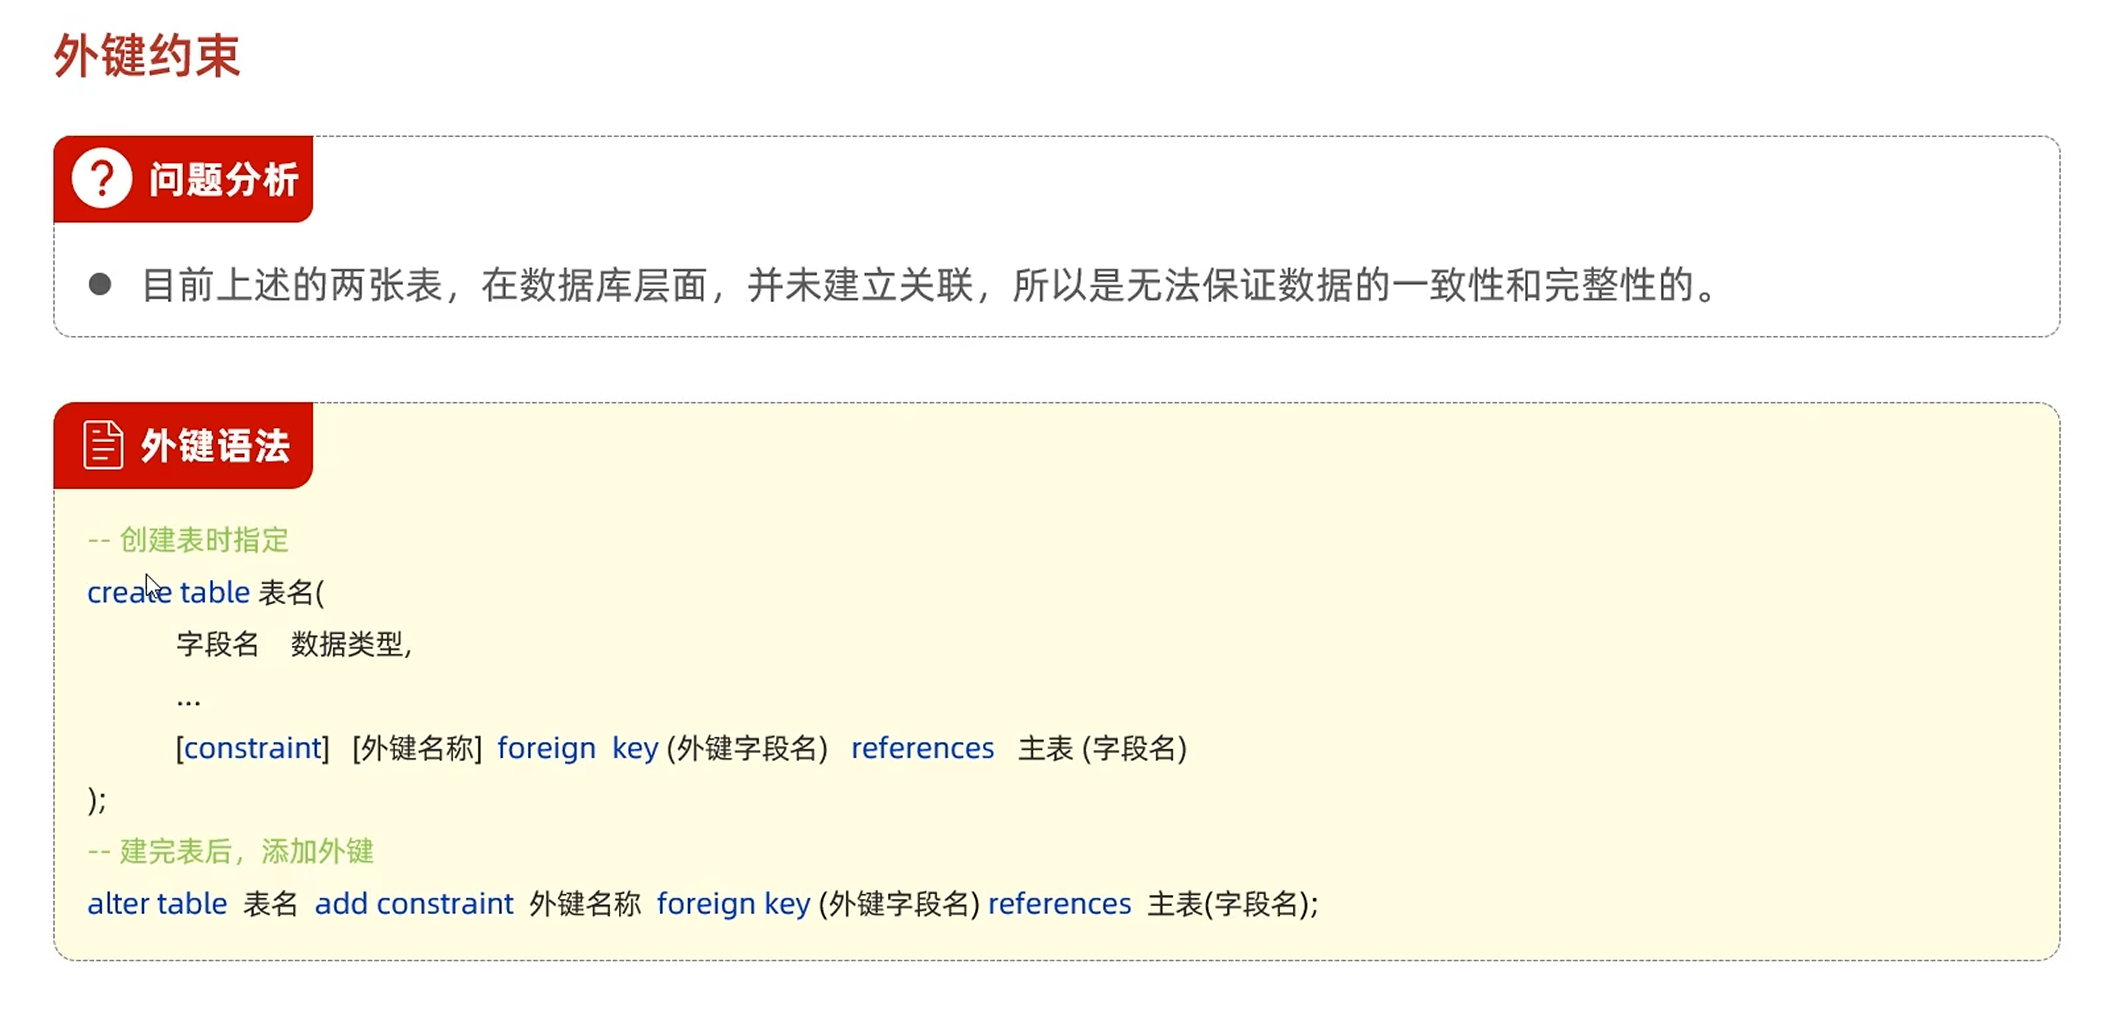 外键约束
问题分析
● 目前上述的两张表，在数据库层面，并未建立关联，所以是无法保证数据的一致性和完整性的。
外键语法
-- 创建表时指定
create table 表名(
字段名 数据类型,
...
[constraint] [外键名称] foreign key (外键字段名) references 主表 (字段名)
);
-- 建完表后，添加外键
alter table 表名 add constraint 外键名称 foreign key (外键字段名) references 主表(字段名);